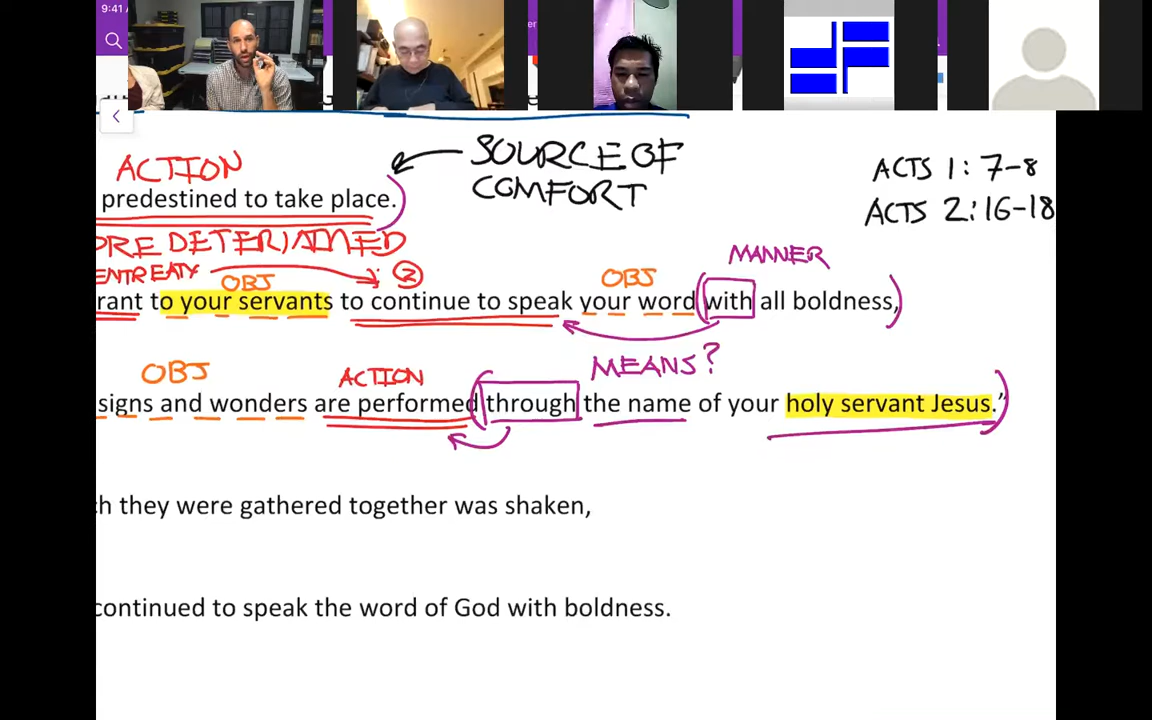 9:41
ACTION
SOURCE OF
COMFORT
ACTS 1:7-8
ACTS 2:16-18
predestined to take place.
PREDETERIAMED
MANNER
ENTREATY
OBJ
2
OBJ
rant to your servants to continue to speak your word with all boldness,
OBJ
ACTION
MEANS?
signs and wonders are performed through the name of your holy servant Jesus.”
ch they were gathered together was shaken,
continued to speak the word of God with boldness.